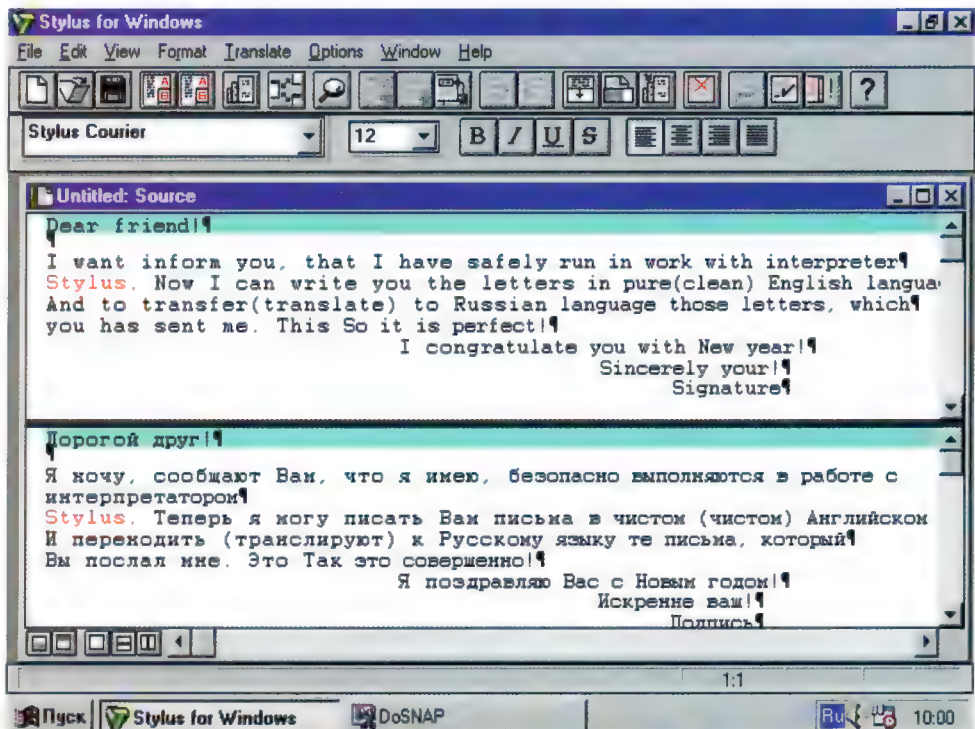 Stylus for Windows
File Edit View Format Translate Options Window Help
Stylus Courier 12 B I U S
Untitled: Source
Dear friend!¶
¶
I want inform you, that I have safely run in work with interpreter¶
Stylus. Now I can write you the letters in pure(clean) English langua
And to transfer(translate) to Russian language those letters, which¶
you has sent me. This So it is perfect!¶
I congratulate you with New year!¶
Sincerely your!¶
Signature¶
Дорогой друг!¶
¶
Я хочу, сообщают Вам, что я имею, безопасно выполняются в работе с
интерпретатором¶
Stylus. Теперь я могу писать Вам письма в чистом (чистом) Английском
И переходить (транслируют) к Русскому языку те письма, который¶
Вы послал мне. Это Так это совершенно!¶
Я поздравляю Вас с Новым годом!¶
Искренне ваш!¶
Подпись¶
1:1
Пуск Stylus for Windows DoSNAP Ru 10:00